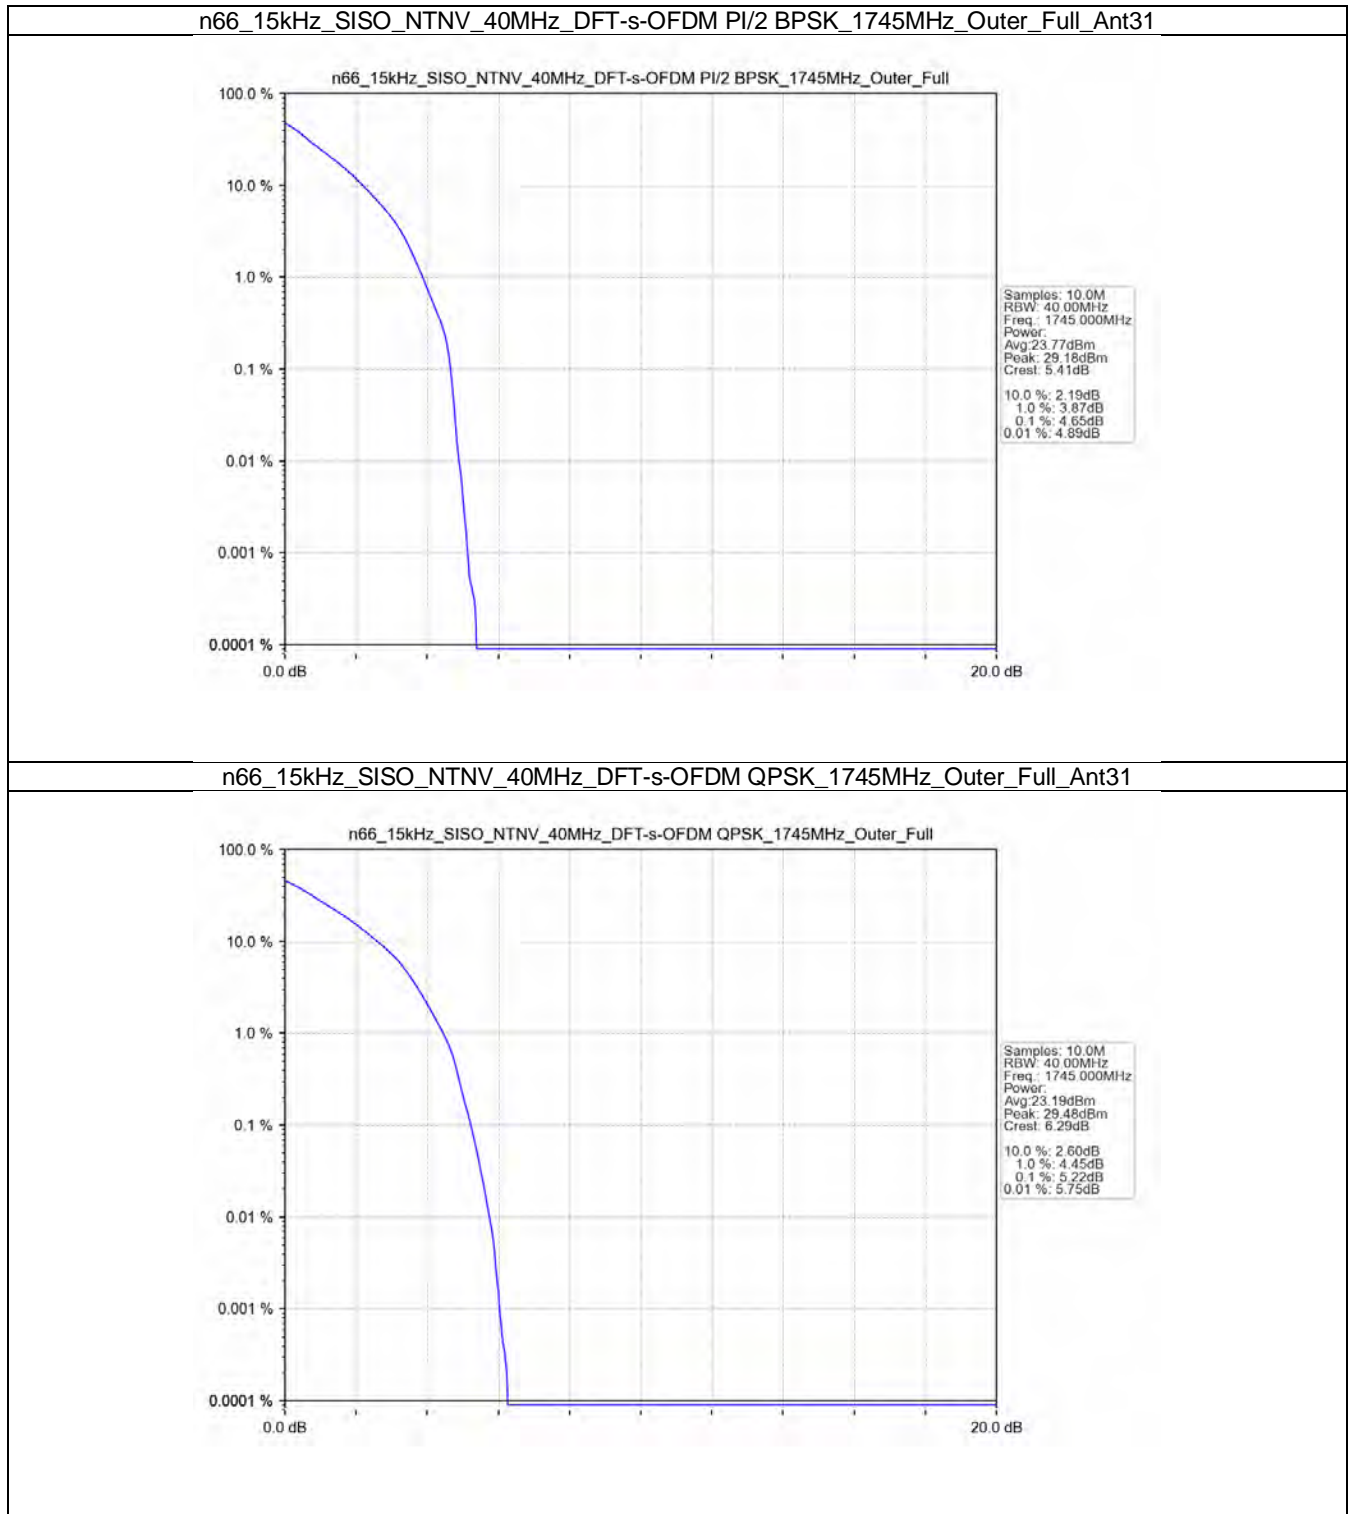 n66_15kHz_SISO_NTNV_40MHz_DFT-s-OFDM PI/2 BPSK_1745MHz_Outer_Full_Ant31
n66_15kHz_SISO_NTNV_40MHz_DFT-s-OFDM PI/2 BPSK_1745MHz_Outer_Full
100.0 %
10.0 %
1.0 %
0.1 %
0.01 %
0.001 %
0.0001 %
0.0 dB
20.0 dB
Samples: 10.0M
RBW: 40.00MHz
Freq.: 1745.000MHz
Power:
Avg:23.77dBm
Peak: 29.18dBm
Crest: 5.41dB
10.0 %: 2.19dB
1.0 %: 3.87dB
0.1 %: 4.65dB
0.01 %: 4.89dB
n66_15kHz_SISO_NTNV_40MHz_DFT-s-OFDM QPSK_1745MHz_Outer_Full_Ant31
n66_15kHz_SISO_NTNV_40MHz_DFT-s-OFDM QPSK_1745MHz_Outer_Full
100.0 %
10.0 %
1.0 %
0.1 %
0.01 %
0.001 %
0.0001 %
0.0 dB
20.0 dB
Samples: 10.0M
RBW: 40.00MHz
Freq.: 1745.000MHz
Power:
Avg:23.19dBm
Peak: 29.48dBm
Crest: 6.29dB
10.0 %: 2.60dB
1.0 %: 4.45dB
0.1 %: 5.22dB
0.01 %: 5.75dB